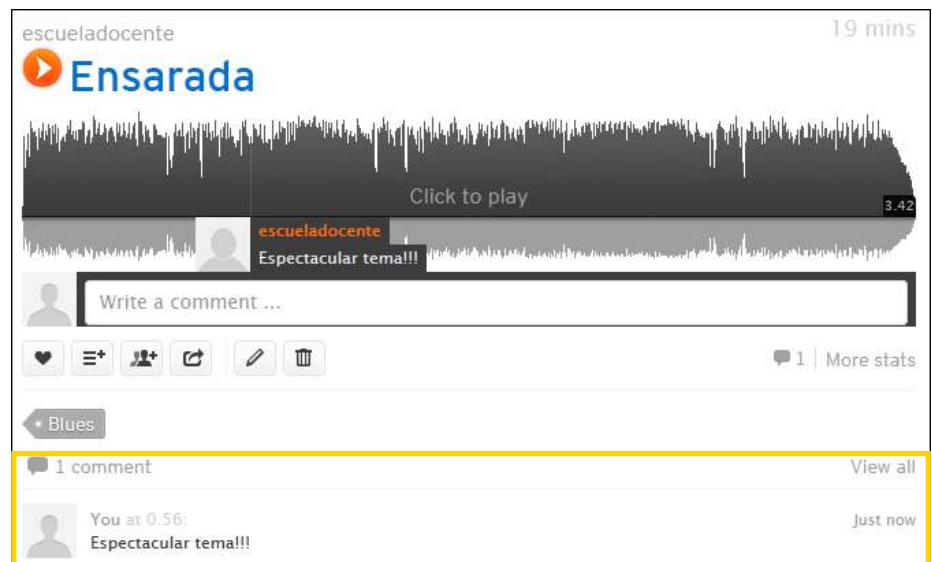 escueladocente
19 mins
Ensarada
Click to play
3.42
escueladocente
Espectacular tema!!!
Write a comment ...
1
More stats
Blues
1 comment
View all
You at 0.56:
Just now
Espectacular tema!!!